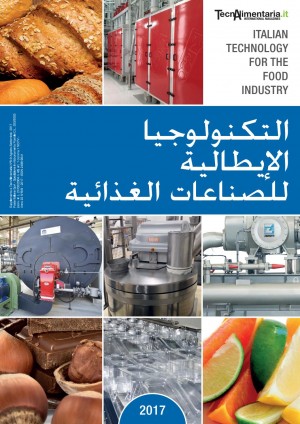 TecnAlimentaria.it
ITALIAN
TECHNOLOGY
FOR THE
FOOD
INDUSTRY
التكنولوجيا
الإيطالية
للصناعات الغذائية
2017